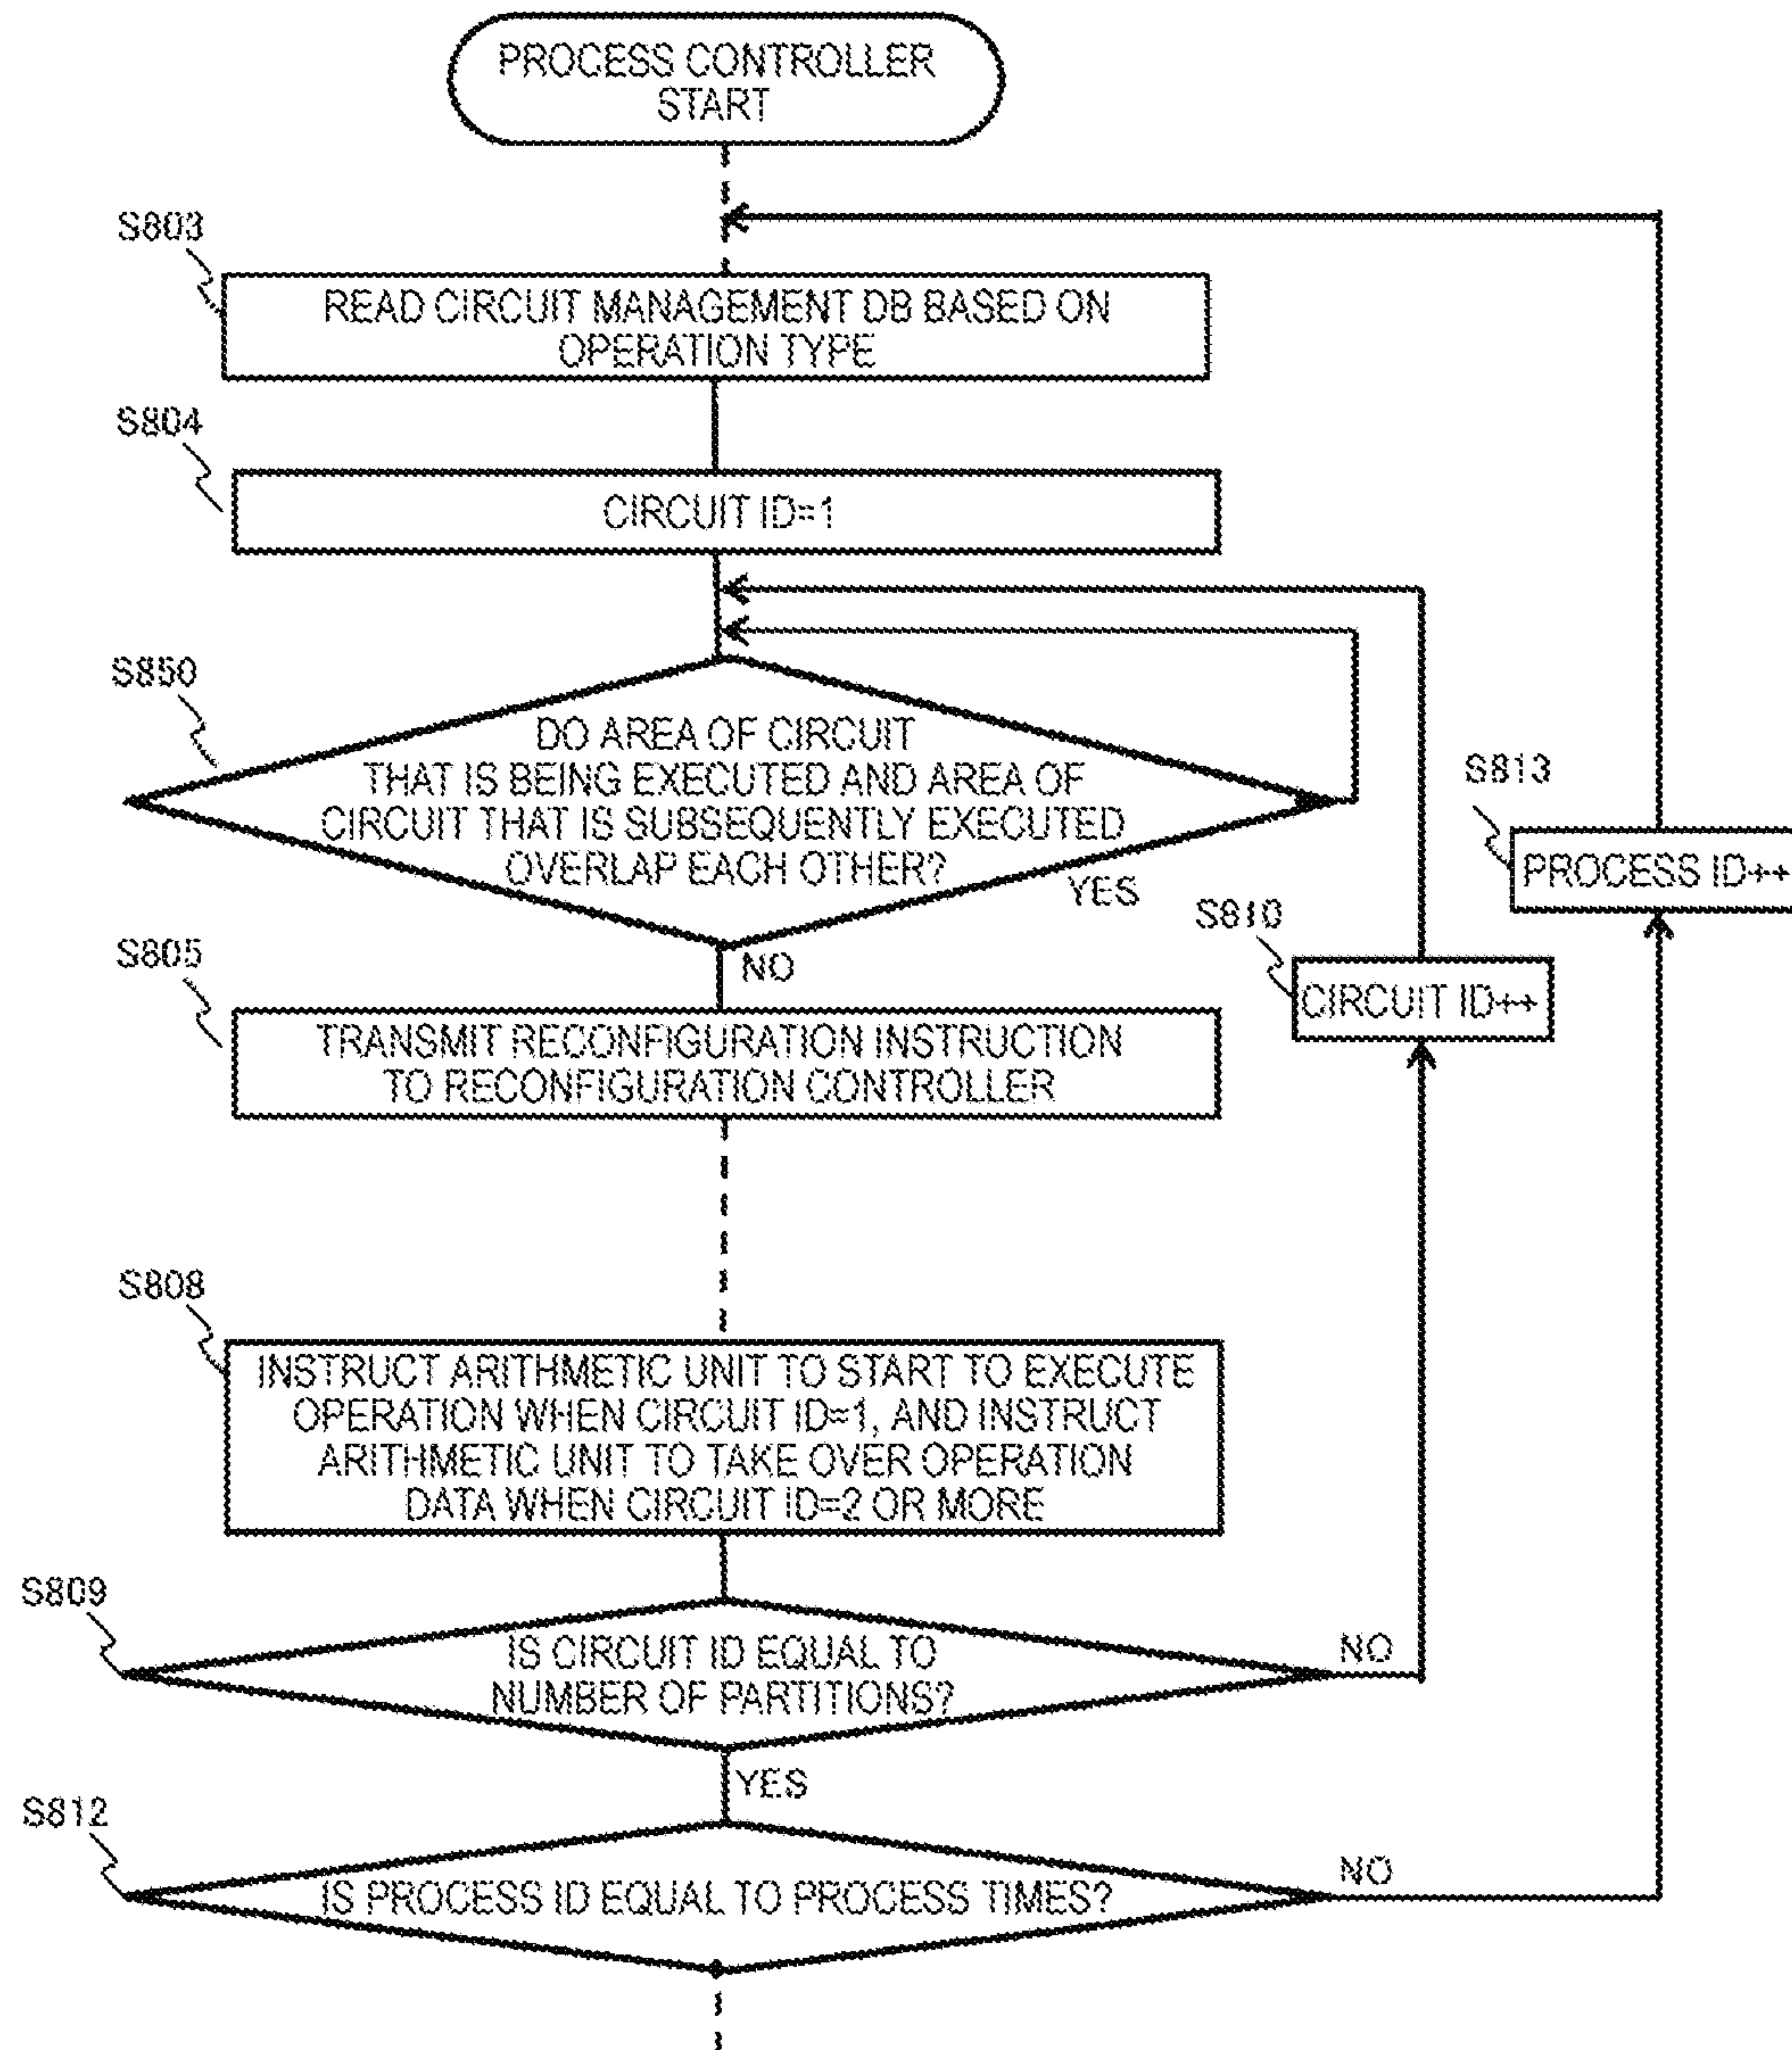 PROCESS CONTROLLER
START
S803
READ CIRCUIT MANAGEMENT DB BASED ON
OPERATION TYPE
S804
CIRCUIT ID=1
S850
DO AREA OF CIRCUIT
THAT IS BEING EXECUTED AND AREA OF
CIRCUIT THAT IS SUBSEQUENTLY EXECUTED
OVERLAP EACH OTHER?
YES
NO
S813
PROCESS ID++
S810
CIRCUIT ID++
S805
TRANSMIT RECONFIGURATION INSTRUCTION
TO RECONFIGURATION CONTROLLER
S808
INSTRUCT ARITHMETIC UNIT TO START TO EXECUTE
OPERATION WHEN CIRCUIT ID=1, AND INSTRUCT
ARITHMETIC UNIT TO TAKE OVER OPERATION
DATA WHEN CIRCUIT ID=2 OR MORE
S809
IS CIRCUIT ID EQUAL TO
NUMBER OF PARTITIONS?
NO
YES
S812
IS PROCESS ID EQUAL TO PROCESS TIMES?
NO